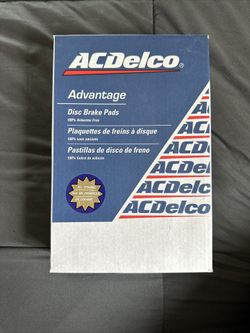 ACDelco®
Advantage
Disc Brake Pads
100% Asbestos Free
Plaquettes de freins à disque
100% sans amiante
Pastillas de disco de freno
100% libre de asbesto
ACDelco
ACDelco
ACDelco
ACDelco